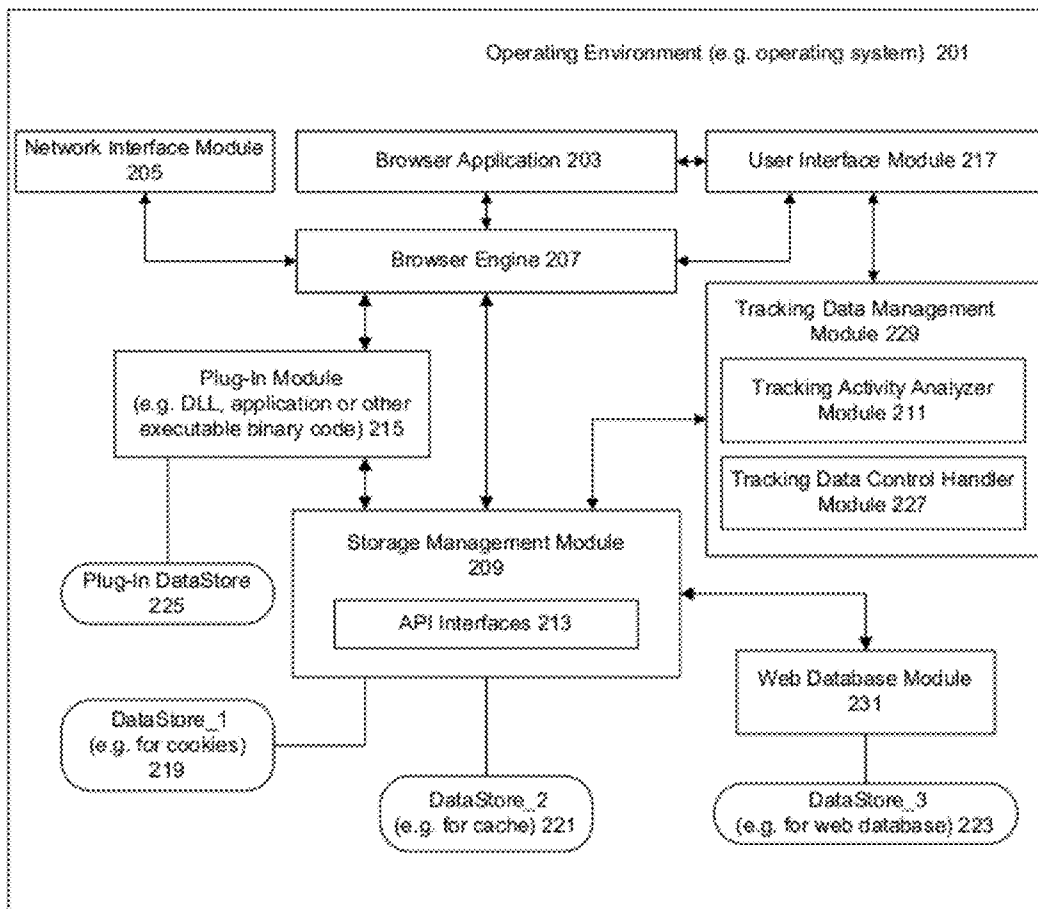 Operating Environment (e.g. operating system) 201
Network Interface Module
205
Browser Application 203
User Interface Module 217
Browser Engine 207
Tracking Data Management
Module 229
Tracking Activity Analyzer
Module 211
Tracking Data Control Handler
Module 227
Plug-In Module
(e.g. DLL, application or other
executable binary code) 215
Storage Management Module
209
API Interfaces 213
Plug-In DataStore
225
Web Database Module
231
DataStore_1
(e.g. for cookies)
219
DataStore_2
(e.g. for cache) 221
DataStore_3
(e.g. for web database) 223